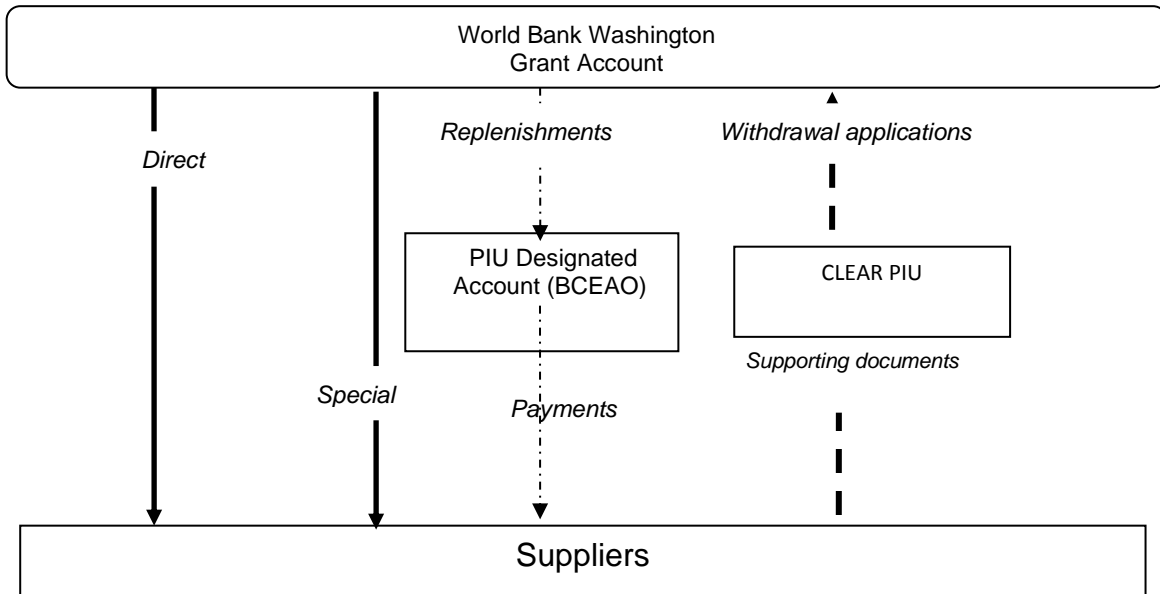 World Bank Washington
Grant Account
Replenishments
Withdrawal applications
Direct
PIU Designated
Account (BCEAO)
CLEAR PIU
Supporting documents
Special
Payments
Suppliers